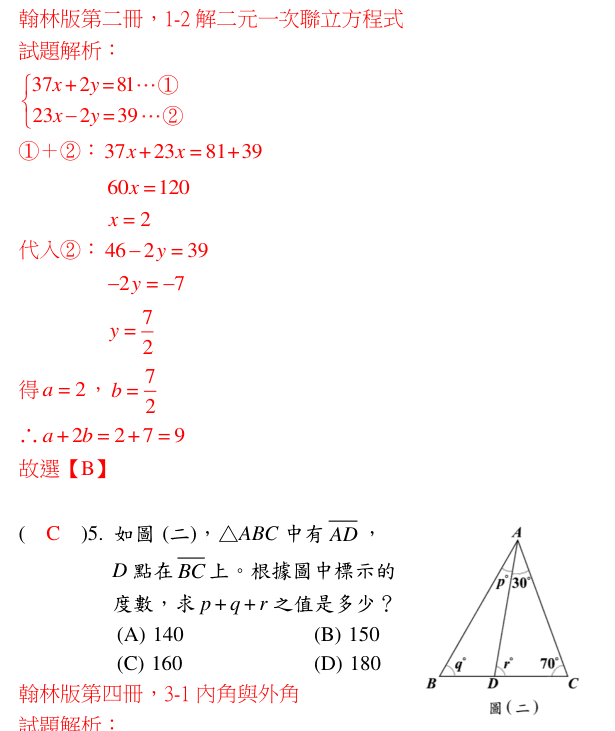 翰林版第二冊，1-2 解二元一次聯立方程式
試題解析：
37x+2y=81⋯①
23x−2y=39⋯②
①＋②：37x+23x=81+39
60x=120
x=2
代入②：46−2y=39
−2y=−7
y=7/2
得a=2，b=7/2
∴a+2b=2+7=9
故選【B】
( C )5. 如圖 (二)，△ABC 中有 AD，
D 點在 BC 上。根據圖中標示的
度數，求 p+q+r 之值是多少？
(A) 140 (B) 150
(C) 160 (D) 180
A
p° 30°
q° r° 70°
B D C
圖 (二)
翰林版第四冊，3-1 內角與外角
試題解析：